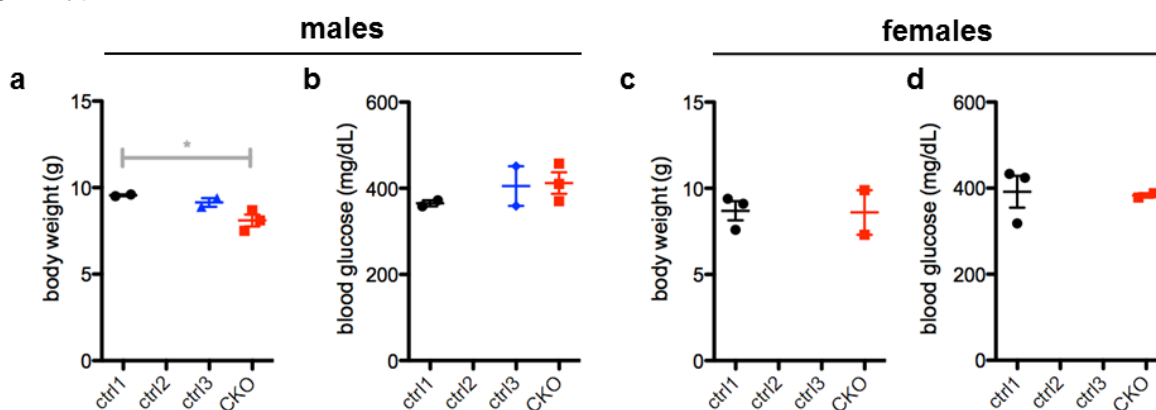 males
females
a
b
c
d
body weight (g)
15
10
5
0
*
ctrl1
ctrl2
ctrl3
CKO
blood glucose (mg/dL)
600
400
200
0
ctrl1
ctrl2
ctrl3
CKO
body weight (g)
15
10
5
0
ctrl1
ctrl2
ctrl3
CKO
blood glucose (mg/dL)
600
400
200
0
ctrl1
ctrl2
ctrl3
CKO